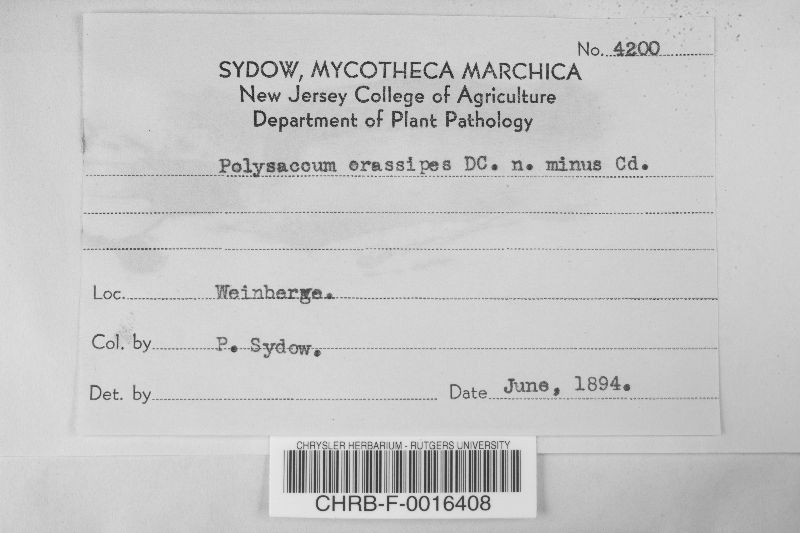 No. 4200
SYDOW, MYCOTHECA MARCHICA
New Jersey College of Agriculture
Department of Plant Pathology
Polysaccum crassipes DC. n. minus Cd.
Loc. Weinberge.
Col. by P. Sydow.
Det. by
Date June, 1894.
CHRYSLER HERBARIUM - RUTGERS UNIVERSITY
CHRB-F-0016408